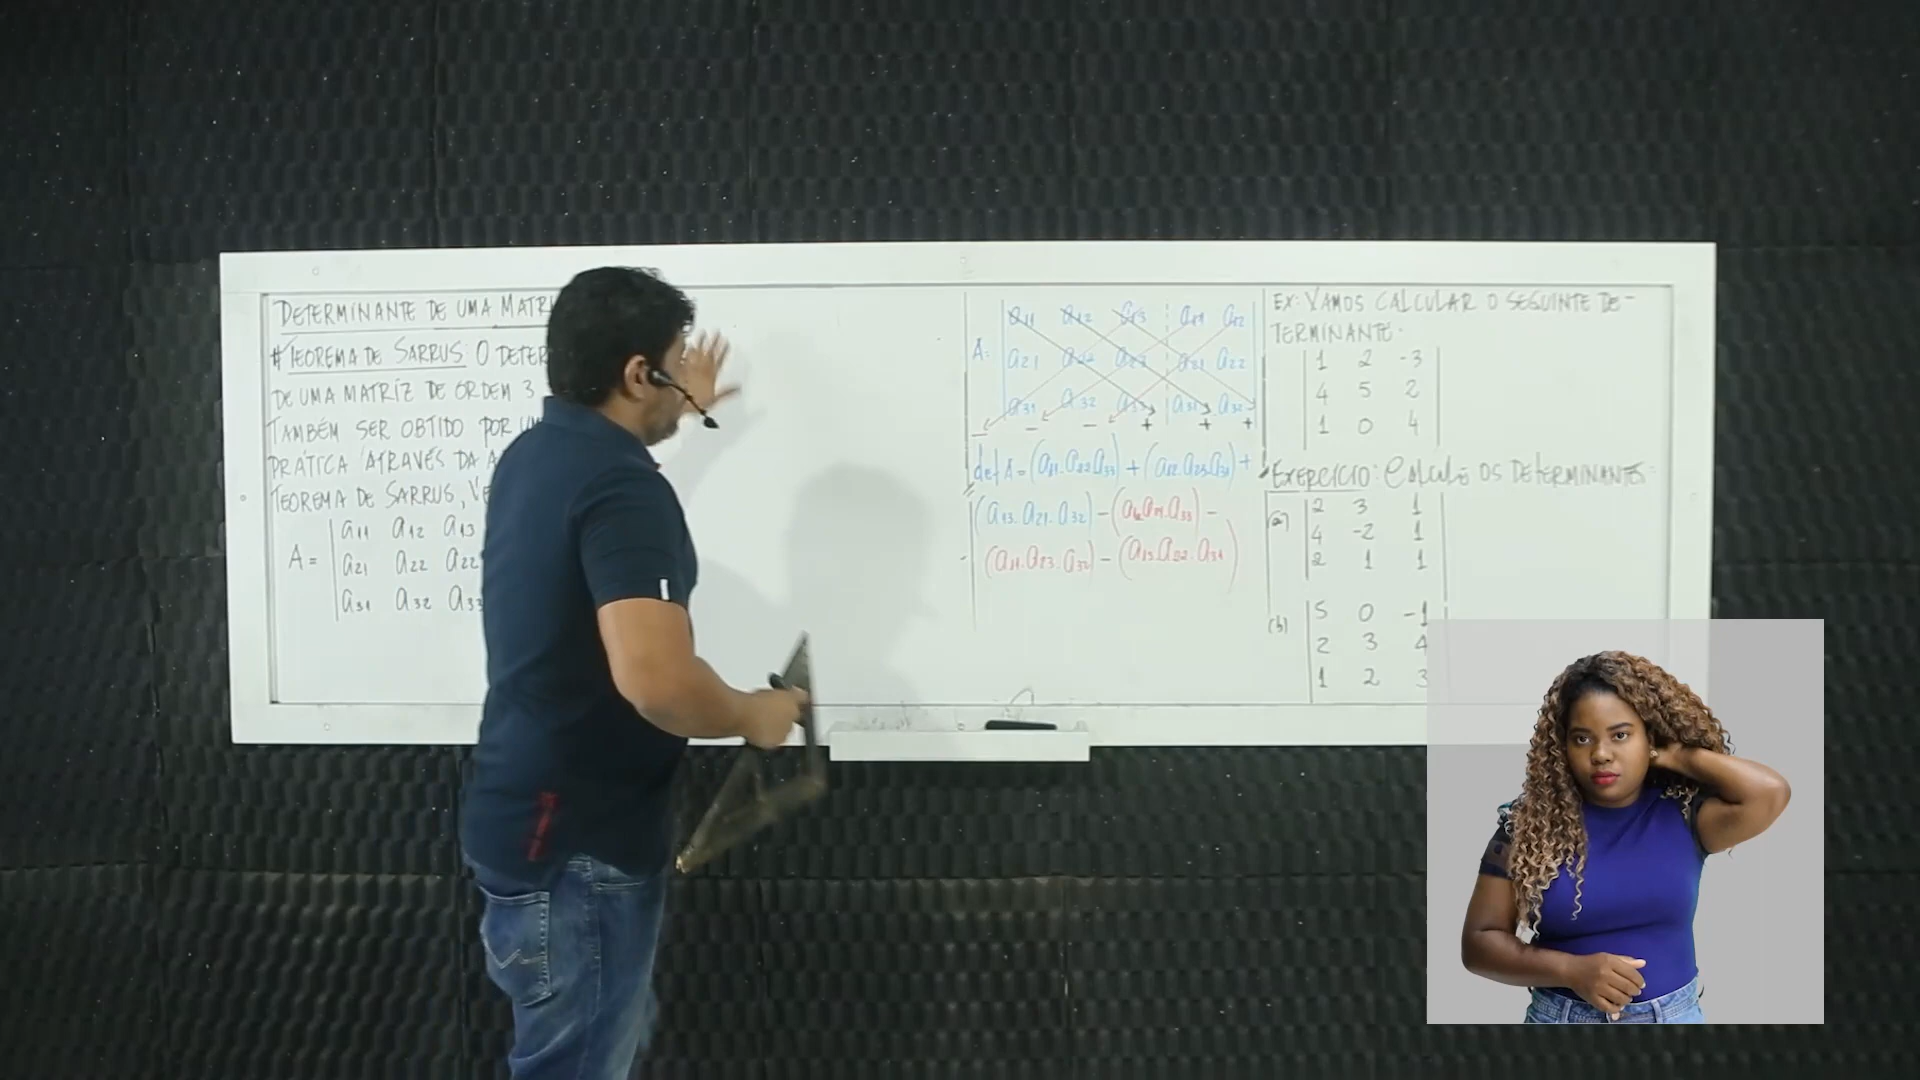 DETERMINANTE DE UMA MATRI
# TEOREMA DE SARRUS: O DETER
DE UMA MATRIZ DE ORDEM 3
TAMBÉM SER OBTIDO POR UM
PRÁTICA ATRAVÉS DA A
TEOREMA DE SARRUS, VE
a11 a12 a13
A = a21 a22 a22
a31 a32 a33
a11 a12 a13 a11 a12
A= a21 a22 a23 a21 a22
a31 a32 a33 a31 a32
− − − + + +
det A = (a11.a22.a33) + (a12.a23.a31) +
(a13.a21.a32) − (a12.a21.a33) −
(a11.a23.a32) − (a13.a22.a31)
EX: VAMOS CALCULAR O SEGUINTE DE-
TERMINANTE.
1 2 -3
4 5 2
1 0 4
EXERCÍCIO: CALCULE OS DETERMINANTES:
(a) 2 3 1
4 -2 1
2 1 1
(b) 5 0 -1
2 3 4
1 2 3